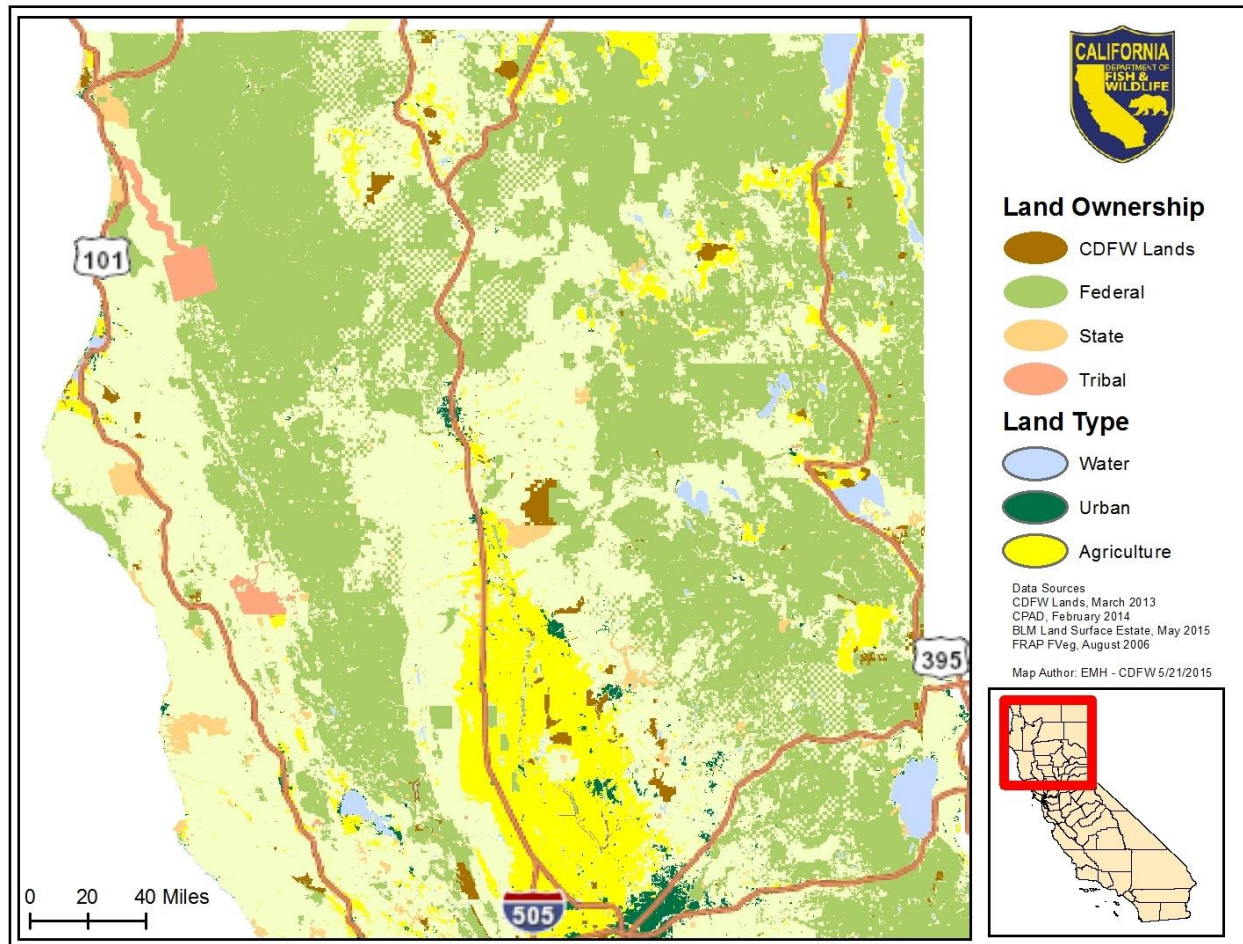 101
395
505
0 20 40 Miles
CALIFORNIA
DEPARTMENT OF
FISH &
WILDLIFE
Land Ownership
CDFW Lands
Federal
State
Tribal
Land Type
Water
Urban
Agriculture
Data Sources
CDFW Lands, March 2013
CPAD, February 2014
BLM Land Surface Estate, May 2015
FRAP FVeg, August 2006
Map Author: EMH - CDFW 5/21/2015